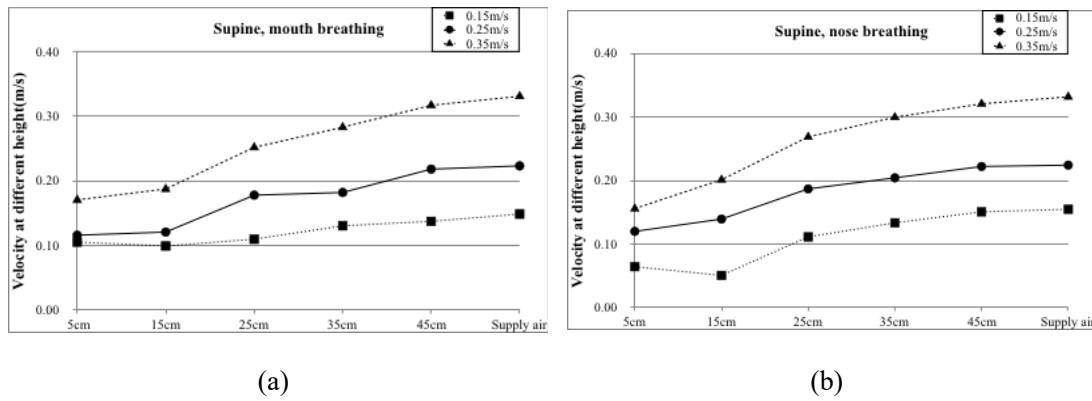 Supine, mouth breathing
0.15m/s
0.25m/s
0.35m/s
Velocity at different height(m/s)
0.40
0.30
0.20
0.10
0.00
5cm
15cm
25cm
35cm
45cm
Supply air
(a)
Supine, nose breathing
0.15m/s
0.25m/s
0.35m/s
Velocity at different height(m/s)
0.40
0.30
0.20
0.10
0.00
5cm
15cm
25cm
35cm
45cm
Supply air
(b)